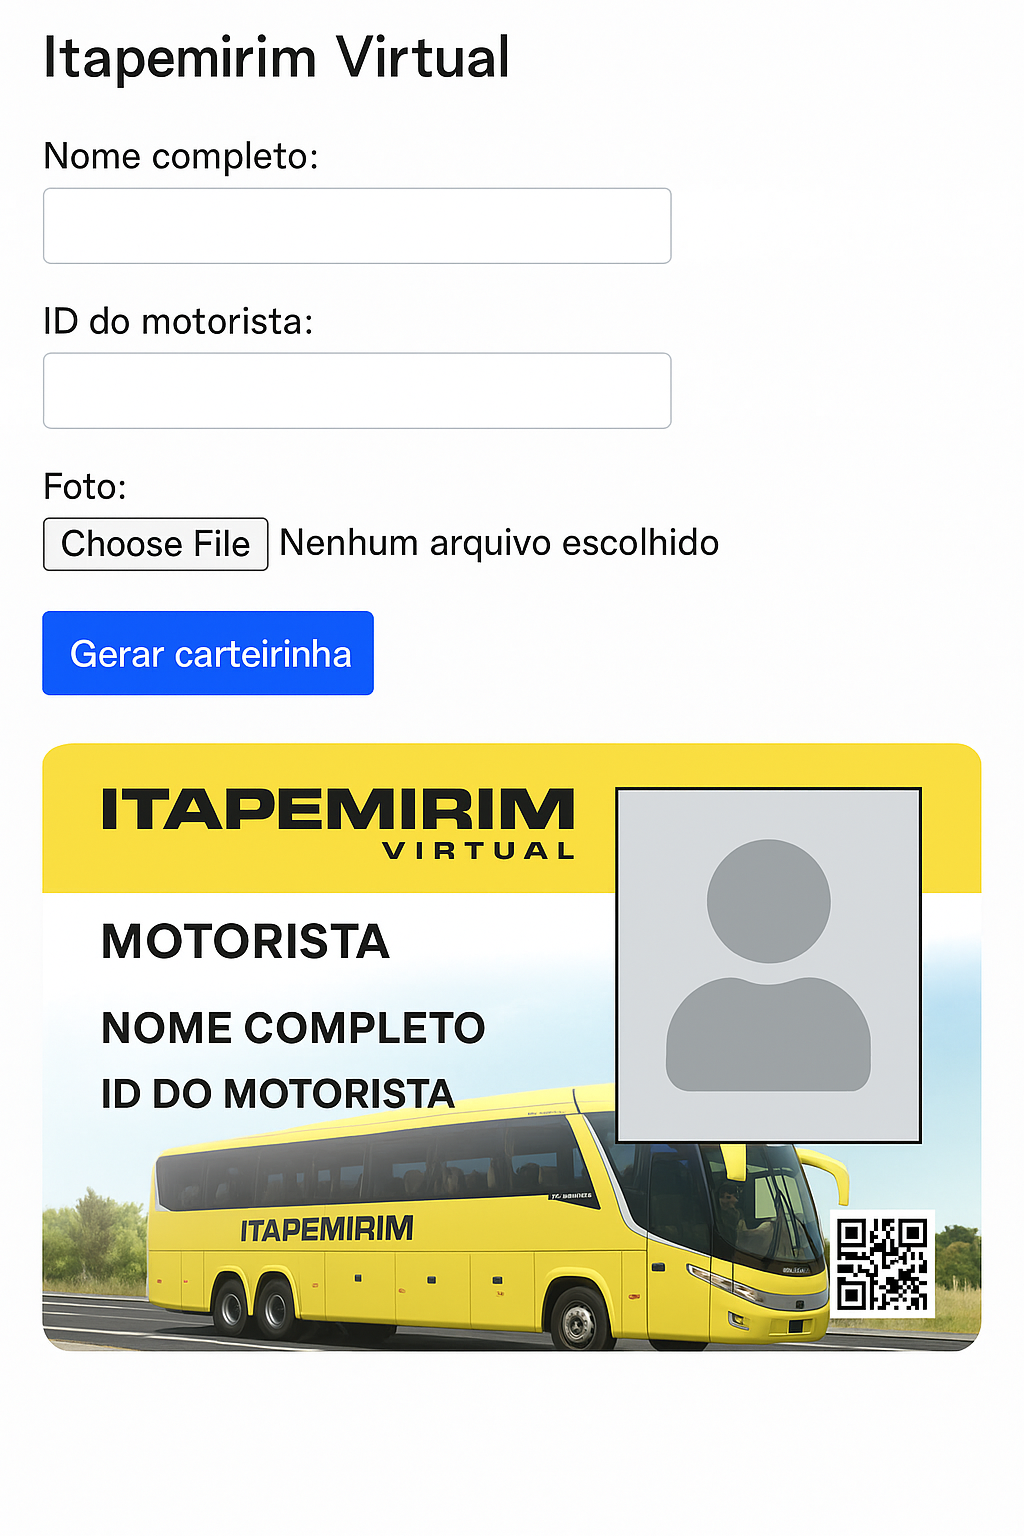 Itapemirim Virtual
Nome completo:
ID do motorista:
Foto:
Choose File Nenhum arquivo escolhido
Gerar carteirinha
ITAPEMIRIM
VIRTUAL
MOTORISTA
NOME COMPLETO
ID DO MOTORISTA
ITAPEMIRIM